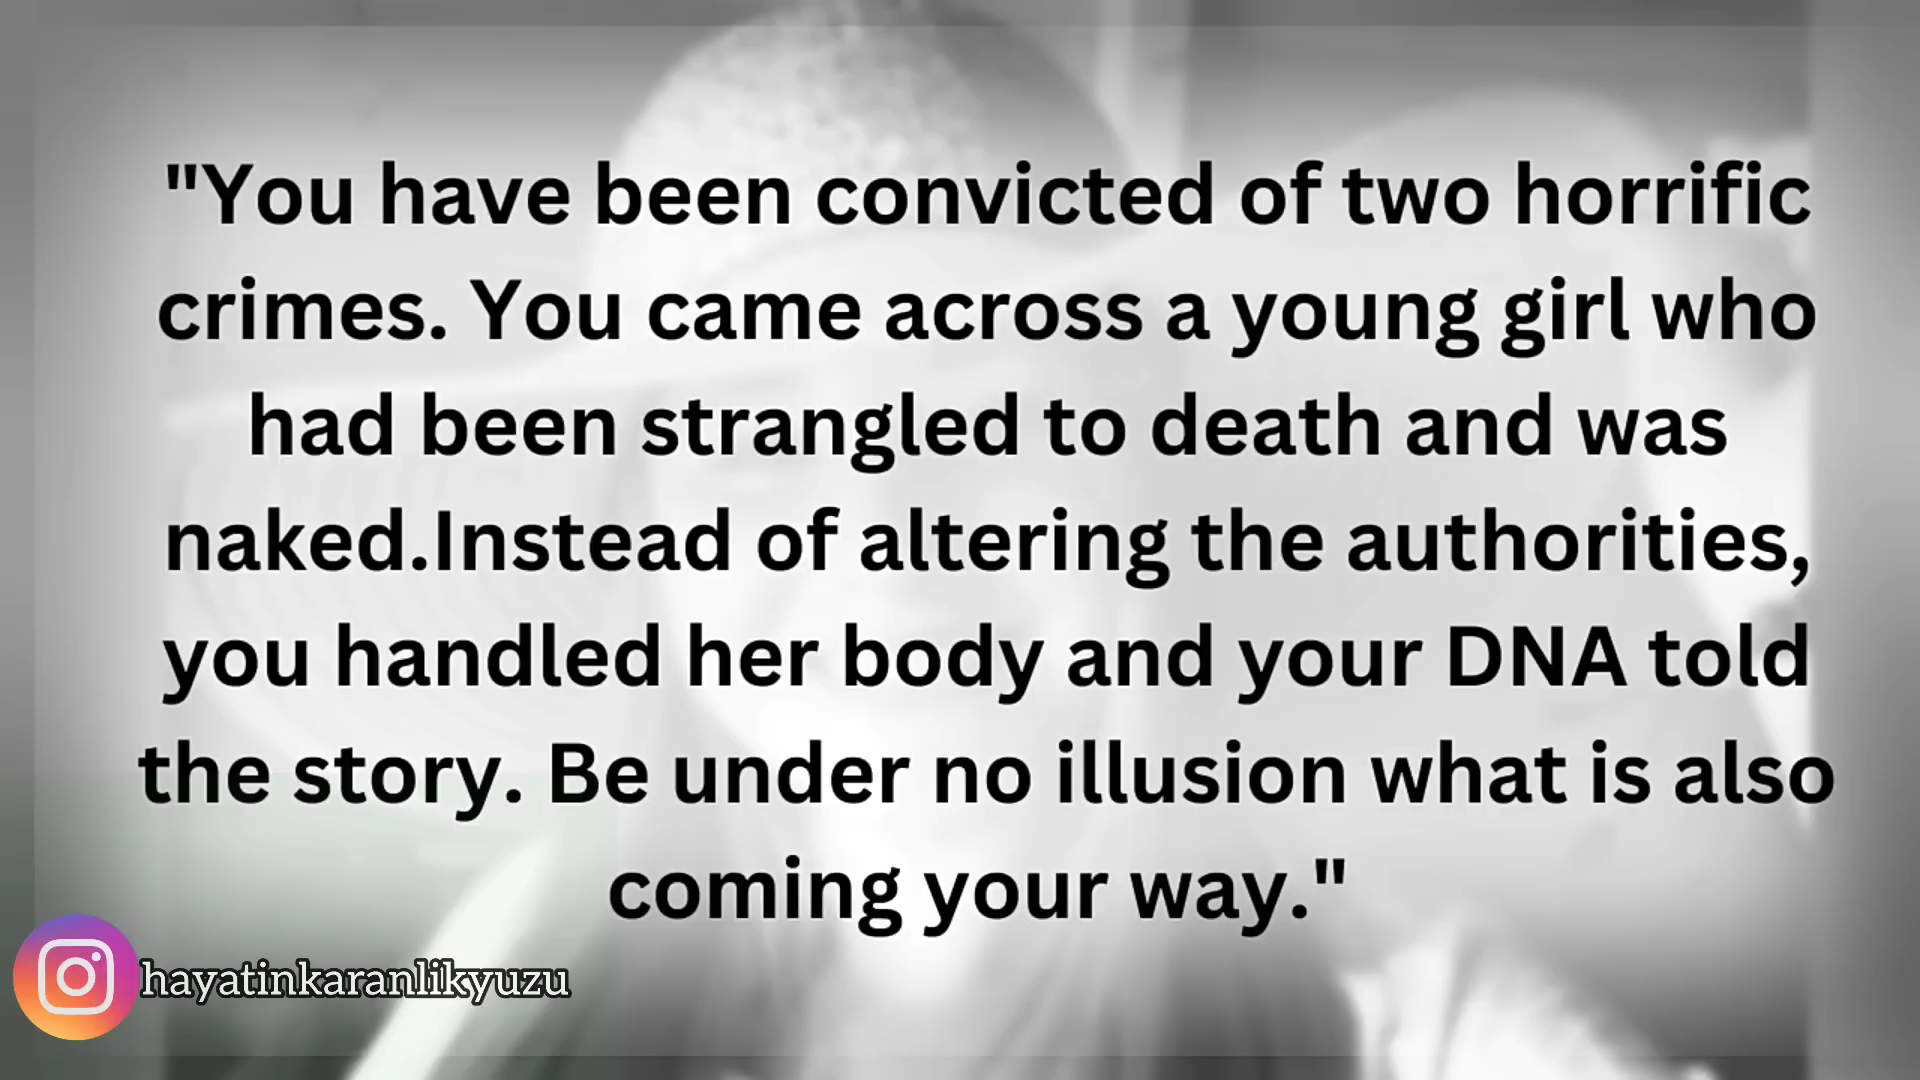 "You have been convicted of two horrific
crimes. You came across a young girl who
had been strangled to death and was
naked.Instead of altering the authorities,
you handled her body and your DNA told
the story. Be under no illusion what is also
coming your way."
hayatinkaranlikyuzu